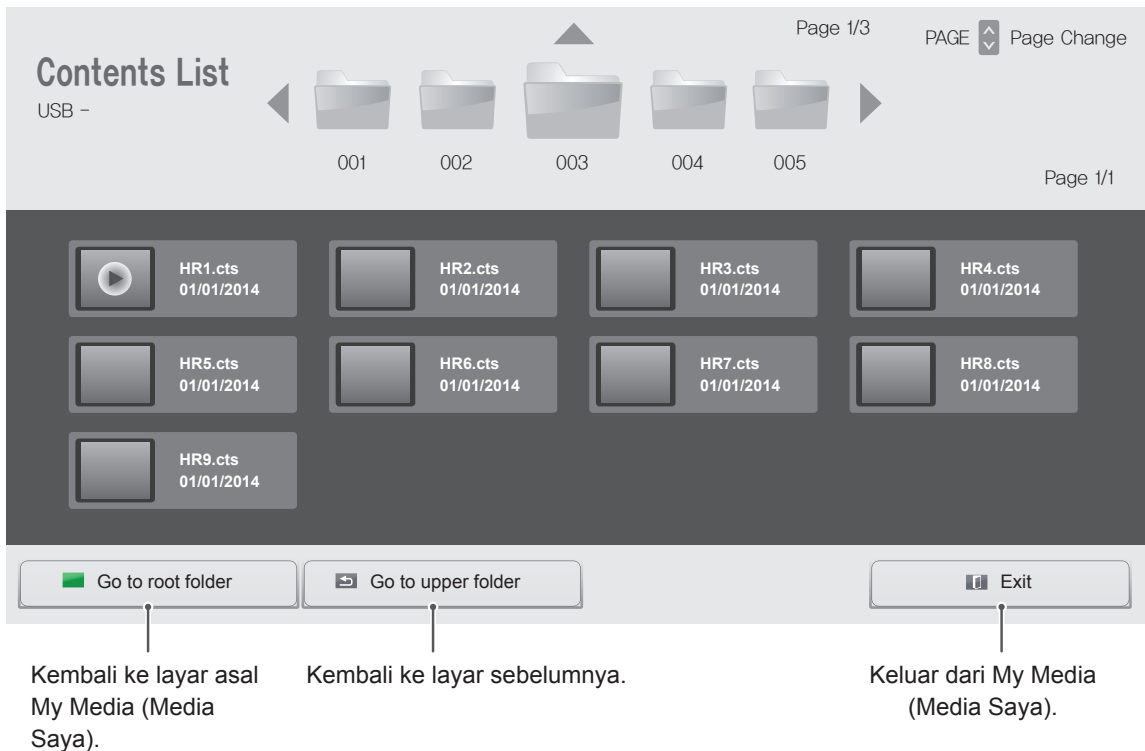 Page 1/3
PAGE Page Change
Contents List
USB -
001 002 003 004 005
Page 1/1
HR1.cts
01/01/2014
HR2.cts
01/01/2014
HR3.cts
01/01/2014
HR4.cts
01/01/2014
HR5.cts
01/01/2014
HR6.cts
01/01/2014
HR7.cts
01/01/2014
HR8.cts
01/01/2014
HR9.cts
01/01/2014
Go to root folder
Go to upper folder
Exit
Kembali ke layar asal
My Media (Media
Saya).
Kembali ke layar sebelumnya.
Keluar dari My Media
(Media Saya).